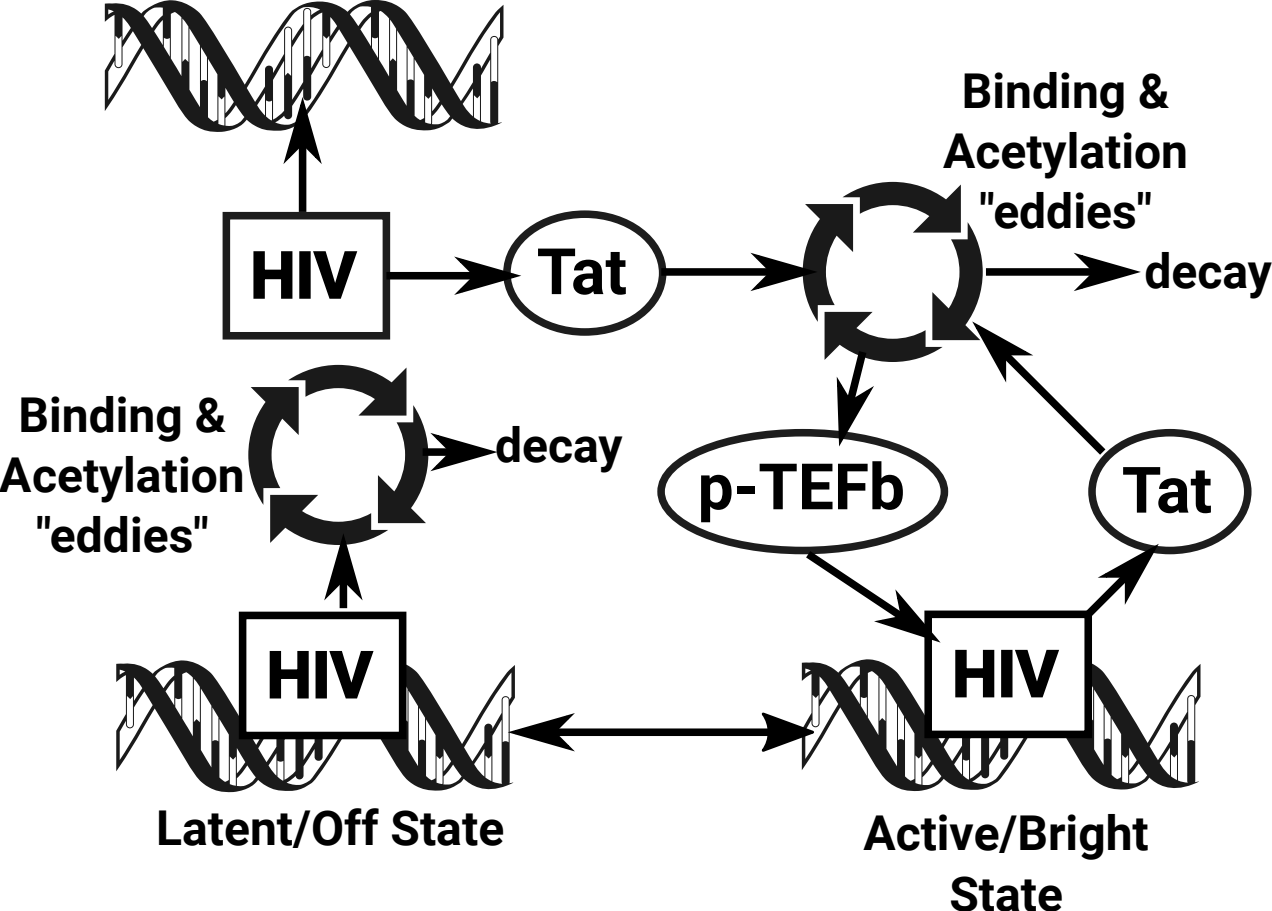 Binding &
Acetylation
"eddies"
HIV
Tat
decay
Binding &
Acetylation
"eddies"
decay
p-TEFb
Tat
HIV
HIV
Latent/Off State
Active/Bright
State